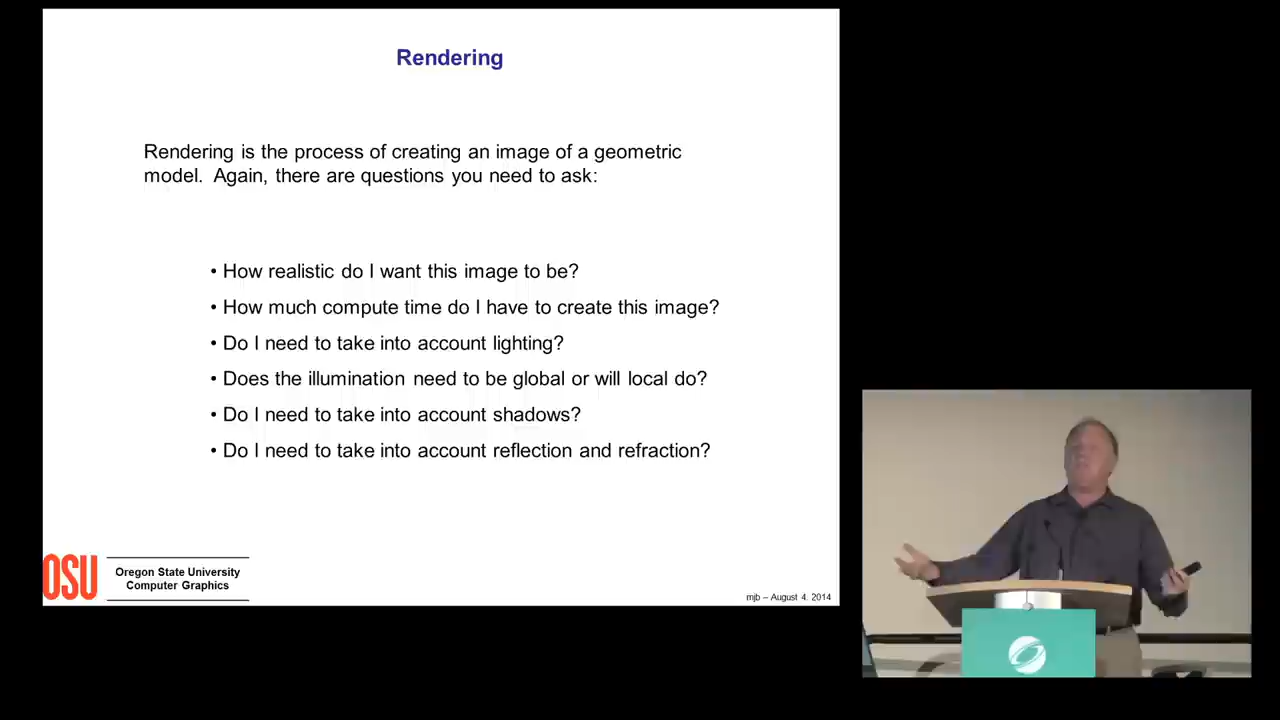 Rendering
Rendering is the process of creating an image of a geometric
model. Again, there are questions you need to ask:
• How realistic do I want this image to be?
• How much compute time do I have to create this image?
• Do I need to take into account lighting?
• Does the illumination need to be global or will local do?
• Do I need to take into account shadows?
• Do I need to take into account reflection and refraction?
OSU
Oregon State University
Computer Graphics
mjb – August 4, 2014